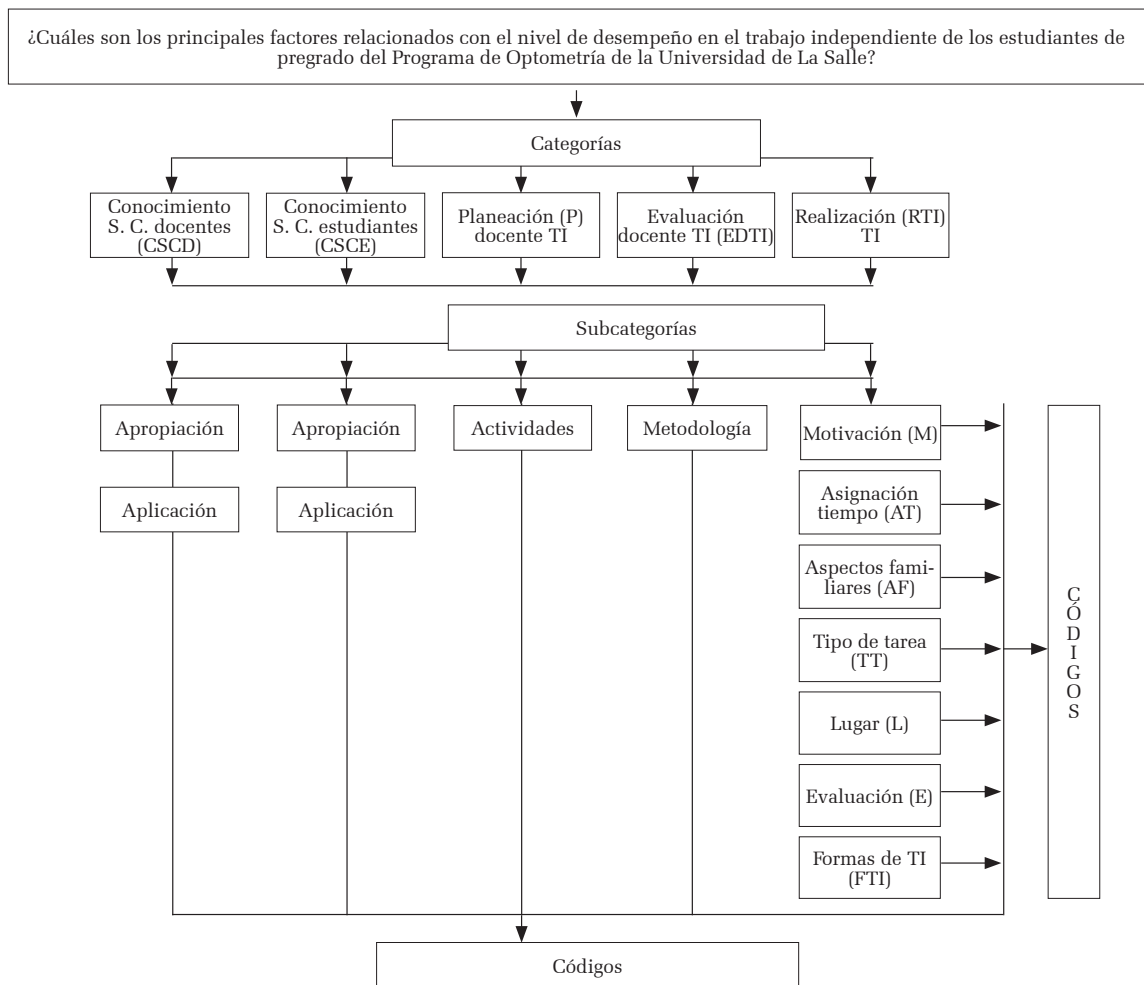 ¿Cuáles son los principales factores relacionados con el nivel de desempeño en el trabajo independiente de los estudiantes de
pregrado del Programa de Optometría de la Universidad de La Salle?
Categorías
Conocimiento
S. C. docentes
(CSCD)
Conocimiento
S. C. estudiantes
(CSCE)
Planeación (P)
docente TI
Evaluación
docente TI (EDTI)
Realización (RTI)
TI
Subcategorías
Apropiación
Apropiación
Actividades
Metodología
Motivación (M)
Aplicación
Aplicación
Asignación
tiempo (AT)
Aspectos fami-
liares (AF)
Tipo de tarea
(TT)
Lugar (L)
Evaluación (E)
Formas de TI
(FTI)
C
Ó
D
I
G
O
S
Códigos